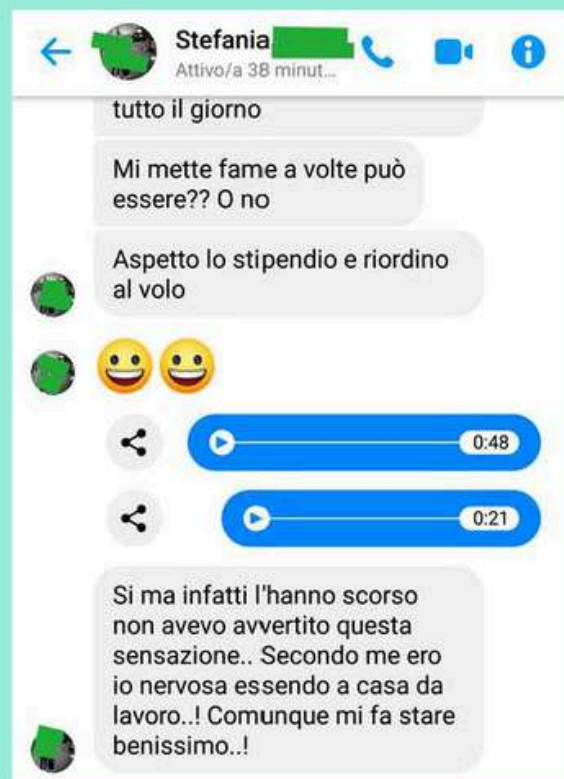 Stefania
Attivo/a 38 minut...
tutto il giorno
Mi mette fame a volte può
essere?? O no
Aspetto lo stipendio e riordino
al volo
0:48
0:21
Si ma infatti l'hanno scorso
non avevo avvertito questa
sensazione.. Secondo me ero
io nervosa essendo a casa da
lavoro..! Comunque mi fa stare
benissimo..!